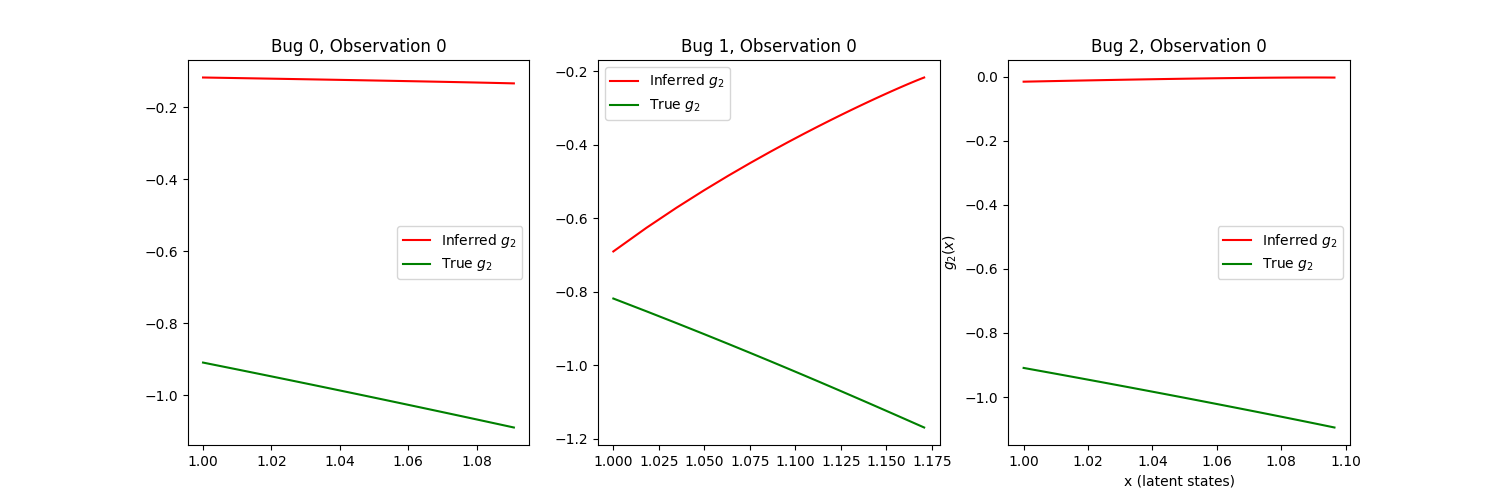 Bug 0, Observation 0
−0.2
−0.4
−0.6
−0.8
−1.0
Inferred g₂
True g₂
1.00 1.02 1.04 1.06 1.08
Bug 1, Observation 0
−0.2
−0.4
−0.6
−0.8
−1.0
−1.2
Inferred g₂
True g₂
1.000 1.025 1.050 1.075 1.100 1.125 1.150 1.175
Bug 2, Observation 0
g₂(x)
0.0
−0.2
−0.4
−0.6
−0.8
−1.0
Inferred g₂
True g₂
1.00 1.02 1.04 1.06 1.08 1.10
x (latent states)